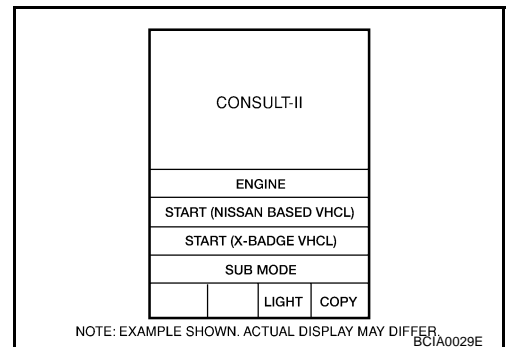 CONSULT-II
ENGINE
START (NISSAN BASED VHCL)
START (X-BADGE VHCL)
SUB MODE
LIGHT COPY
NOTE: EXAMPLE SHOWN. ACTUAL DISPLAY MAY DIFFER.
BCIA0029E